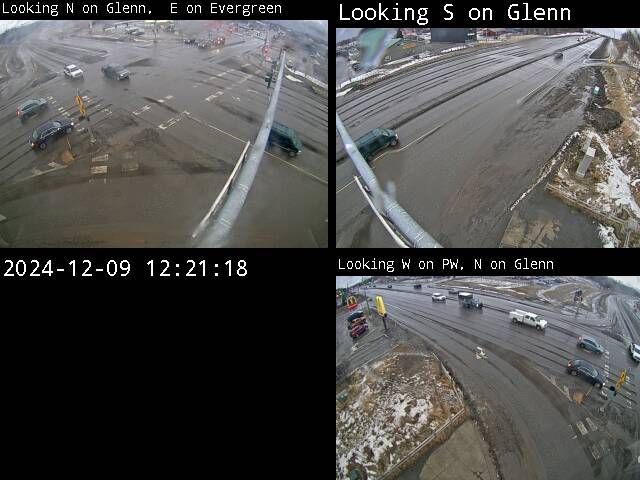 Looking N on Glenn,  E on Evergreen
Looking S on Glenn
2024-12-09 12:21:18
Looking W on PW, N on Glenn